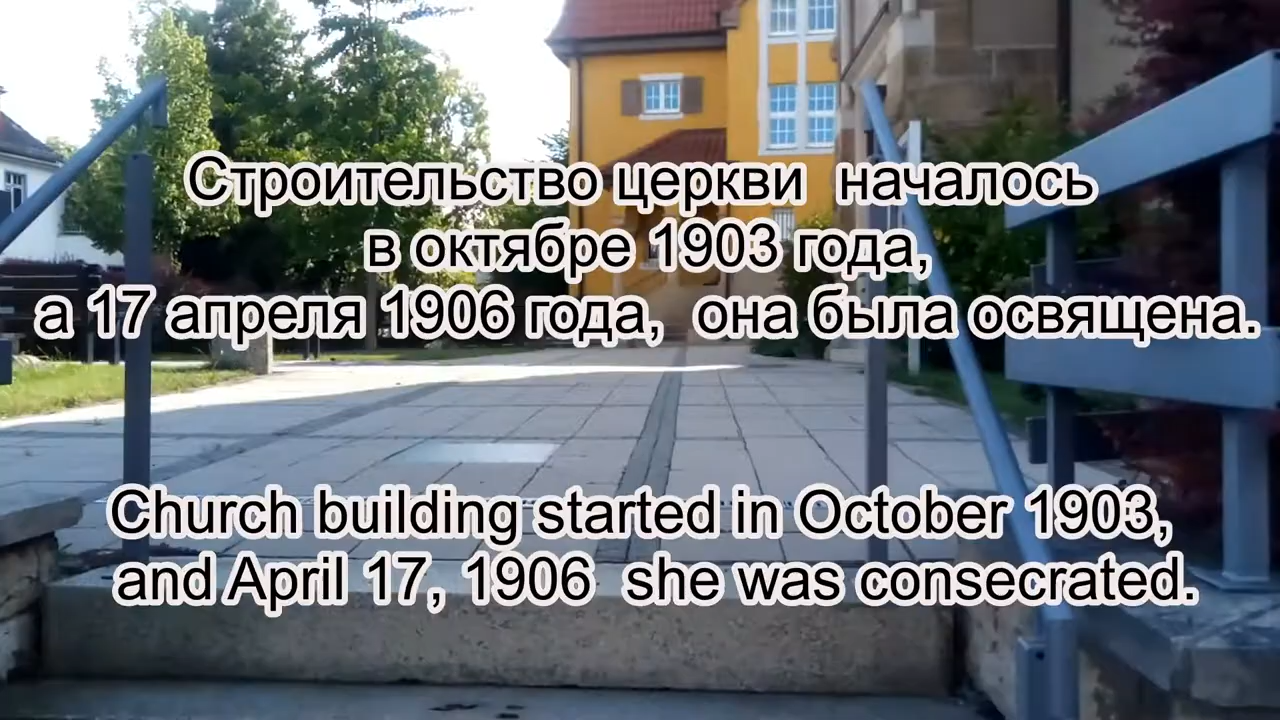 Строительство церкви началось
в октябре 1903 года,
а 17 апреля 1906 года, она была освящена.
Church building started in October 1903,
and April 17, 1906 she was consecrated.